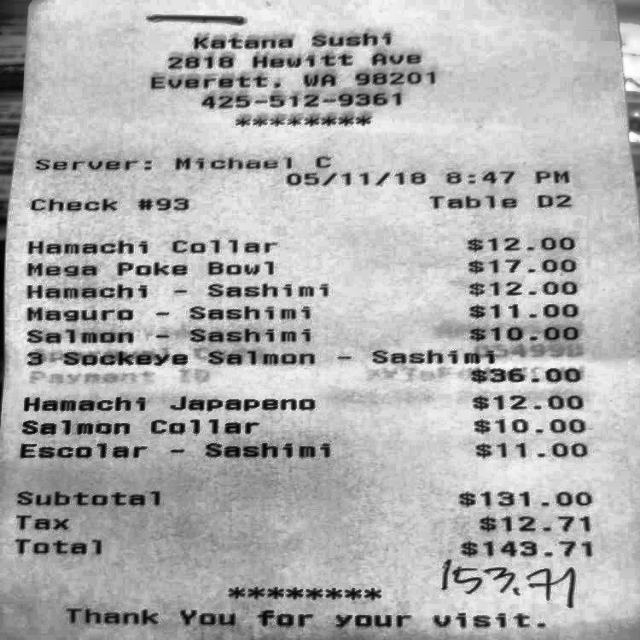 Katana Sushi
2818 Hewitt Ave
Everett, WA 98201
425-512-9361
********
Server: Michael C
05/11/18 8:47 PM
Check #93 Table D2
Hamachi Collar $12.00
Mega Poke Bowl $17.00
Hamachi - Sashimi $12.00
Maguro - Sashimi $11.00
Salmon - Sashimi $10.00
3 Sockeye Salmon - Sashimi
$36.00
Payment ID
Hamachi Japapeno $12.00
Salmon Collar $10.00
Escolar - Sashimi $11.00
Subtotal $131.00
Tax $12.71
Total $143.71
153.71
********
Thank You for your visit.